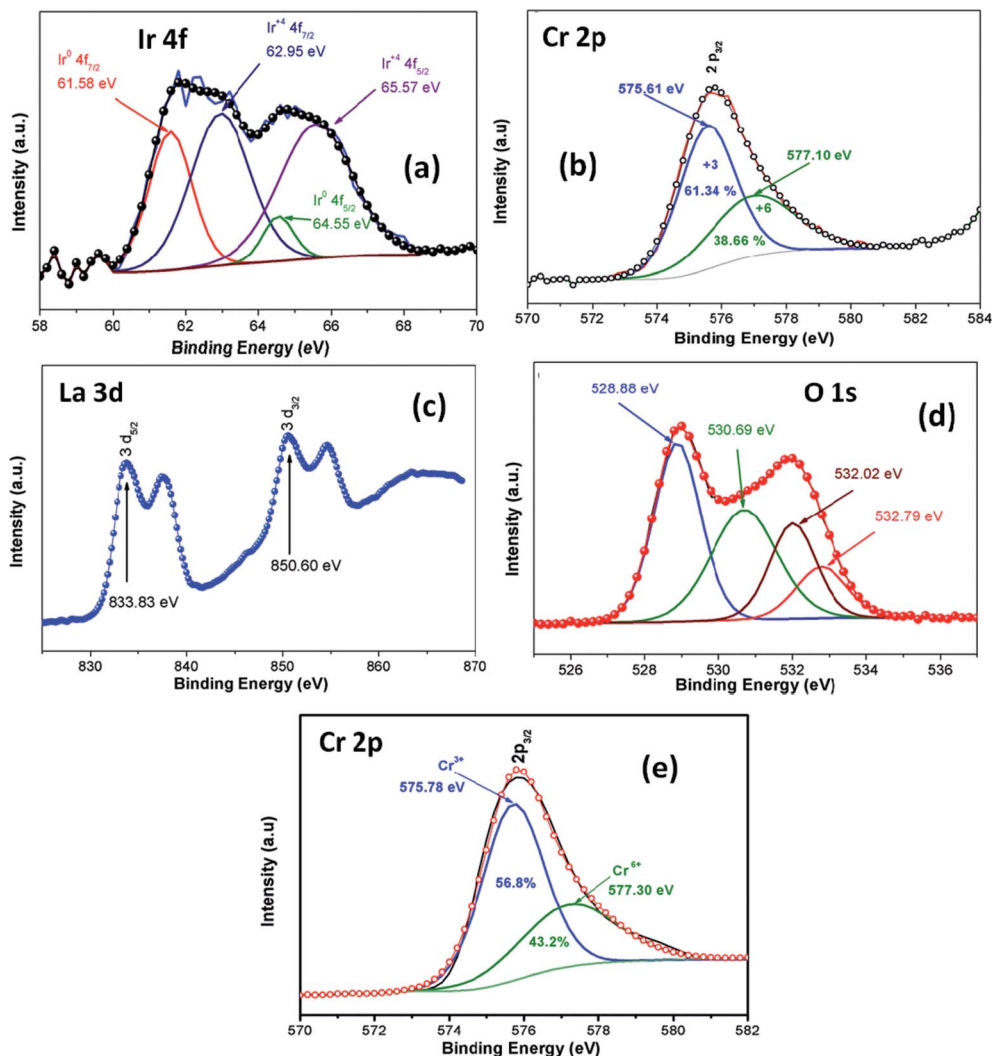 Ir 4f
Ir⁰ 4f₇/₂
61.58 eV
Ir⁺⁴ 4f₇/₂
62.95 eV
Ir⁺⁴ 4f₅/₂
65.57 eV
(a)
Ir⁰ 4f₅/₂
64.55 eV
Intensity (a.u.)
58 60 62 64 66 68 70
Binding Energy (eV)
Cr 2p
2 p₃/₂
575.61 eV
577.10 eV
(b)
+3
61.34 %
+6
38.66 %
Intensity (a.u.)
570 572 574 576 578 580 582 584
Binding Energy (eV)
La 3d
3 d₅/₂
3 d₃/₂
(c)
833.83 eV
850.60 eV
Intensity (a.u.)
830 840 850 860 870
Binding Energy (eV)
O 1s
528.88 eV
(d)
530.69 eV
532.02 eV
532.79 eV
Intensity (a.u.)
526 528 530 532 534 536
Binding Energy (eV)
Cr 2p
2p₃/₂
(e)
Cr³⁺
575.78 eV
Cr⁶⁺
577.30 eV
56.8%
43.2%
Intensity (a.u)
570 572 574 576 578 580 582
Binding Energy (eV)